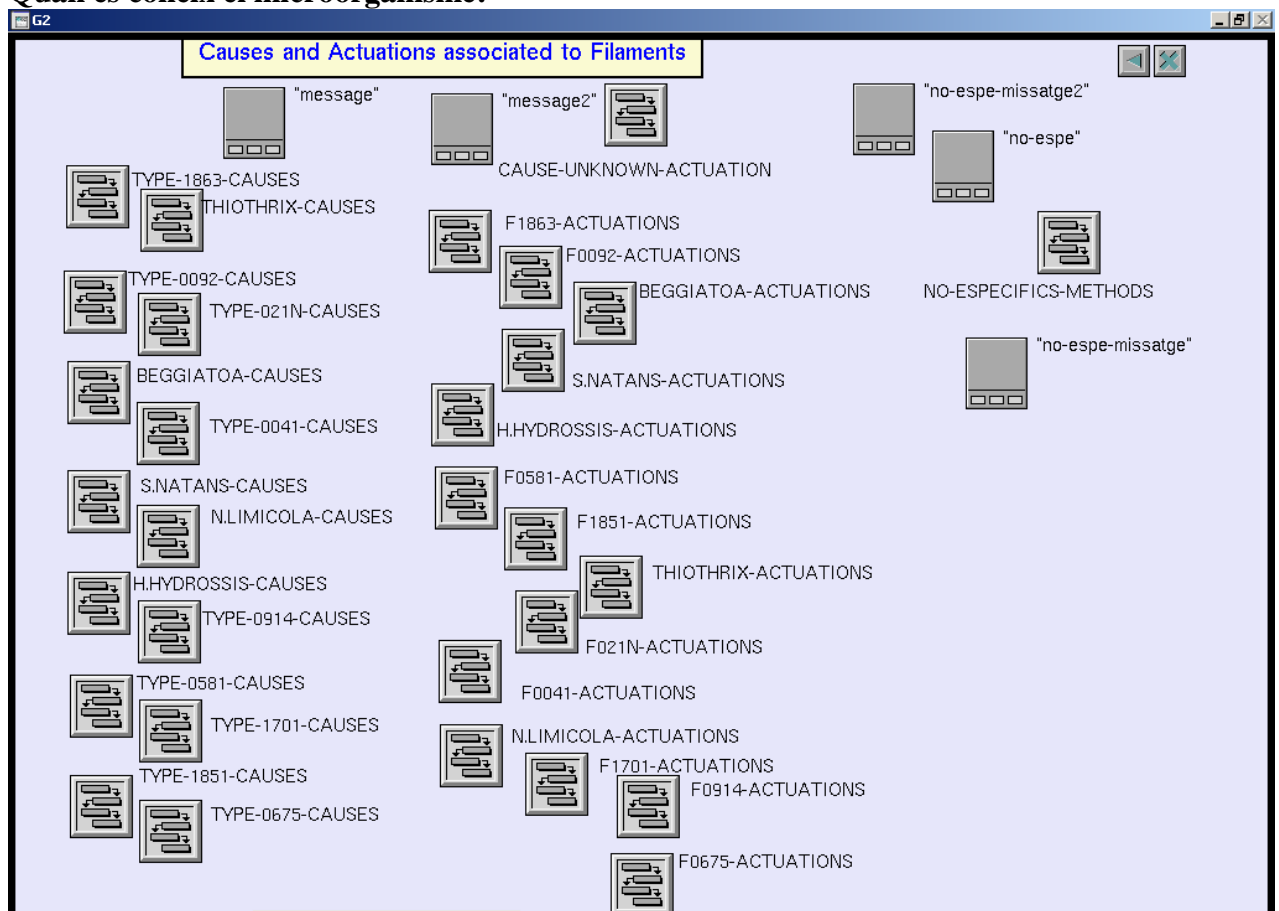 Quan es coneix el microorganisme:
G2
Causes and Actuations associated to Filaments
"message"
"message2"
"no-espe-missatge2"
"no-espe"
CAUSE-UNKNOWN-ACTUATION
TYPE-1863-CAUSES
THIOTHRIX-CAUSES
F1863-ACTUATIONS
F0092-ACTUATIONS
TYPE-0092-CAUSES
BEGGIATOA-ACTUATIONS
NO-ESPECIFICS-METHODS
TYPE-021N-CAUSES
"no-espe-missatge"
BEGGIATOA-CAUSES
S.NATANS-ACTUATIONS
TYPE-0041-CAUSES
H.HYDROSSIS-ACTUATIONS
S.NATANS-CAUSES
F0581-ACTUATIONS
N.LIMICOLA-CAUSES
F1851-ACTUATIONS
H.HYDROSSIS-CAUSES
THIOTHRIX-ACTUATIONS
TYPE-0914-CAUSES
F021N-ACTUATIONS
TYPE-0581-CAUSES
F0041-ACTUATIONS
TYPE-1701-CAUSES
N.LIMICOLA-ACTUATIONS
TYPE-1851-CAUSES
F1701-ACTUATIONS
F0914-ACTUATIONS
TYPE-0675-CAUSES
F0675-ACTUATIONS